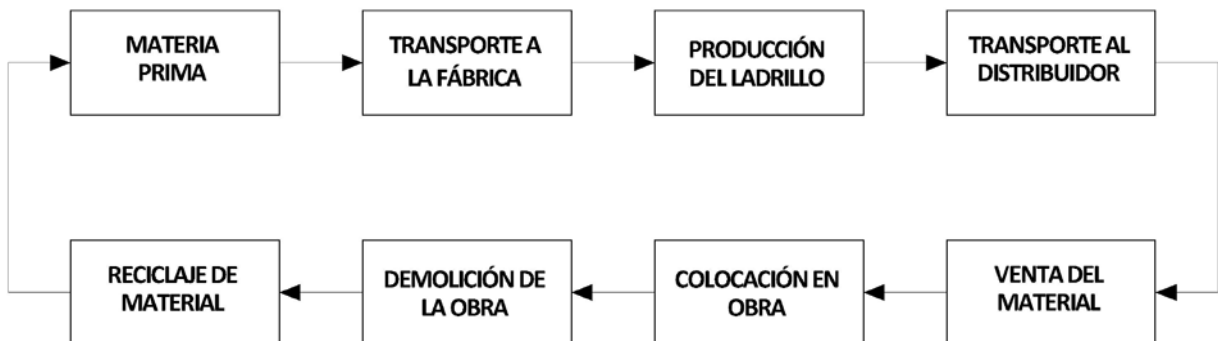 MATERIA
PRIMA
TRANSPORTE A
LA FÁBRICA
PRODUCCIÓN
DEL LADRILLO
TRANSPORTE AL
DISTRIBUIDOR
RECICLAJE DE
MATERIAL
DEMOLICIÓN DE
LA OBRA
COLOCACIÓN EN
OBRA
VENTA DEL
MATERIAL